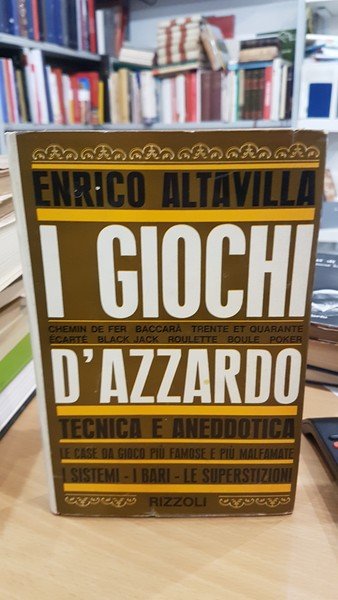 ENRICO ALTAVILLA
I GIOCHI
CHEMIN DE FER BACCARÀ TRENTE ET QUARANTE
ÉCARTÉ BLACK JACK ROULETTE BOULE POKER
D'AZZARDO
TECNICA E ANEDDOTICA
LE CASE DA GIOCO PIÙ FAMOSE E PIÙ MALFAMATE
I SISTEMI - I BARI - LE SUPERSTIZIONI
RIZZOLI